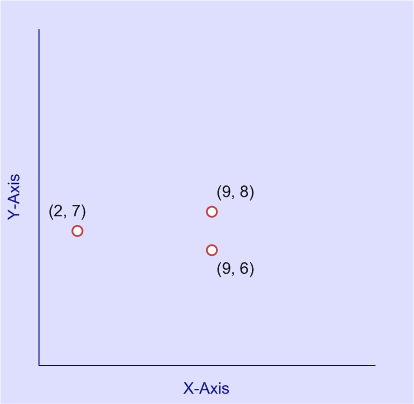 (9, 8)
(2, 7)
(9, 6)
Y-Axis
X-Axis